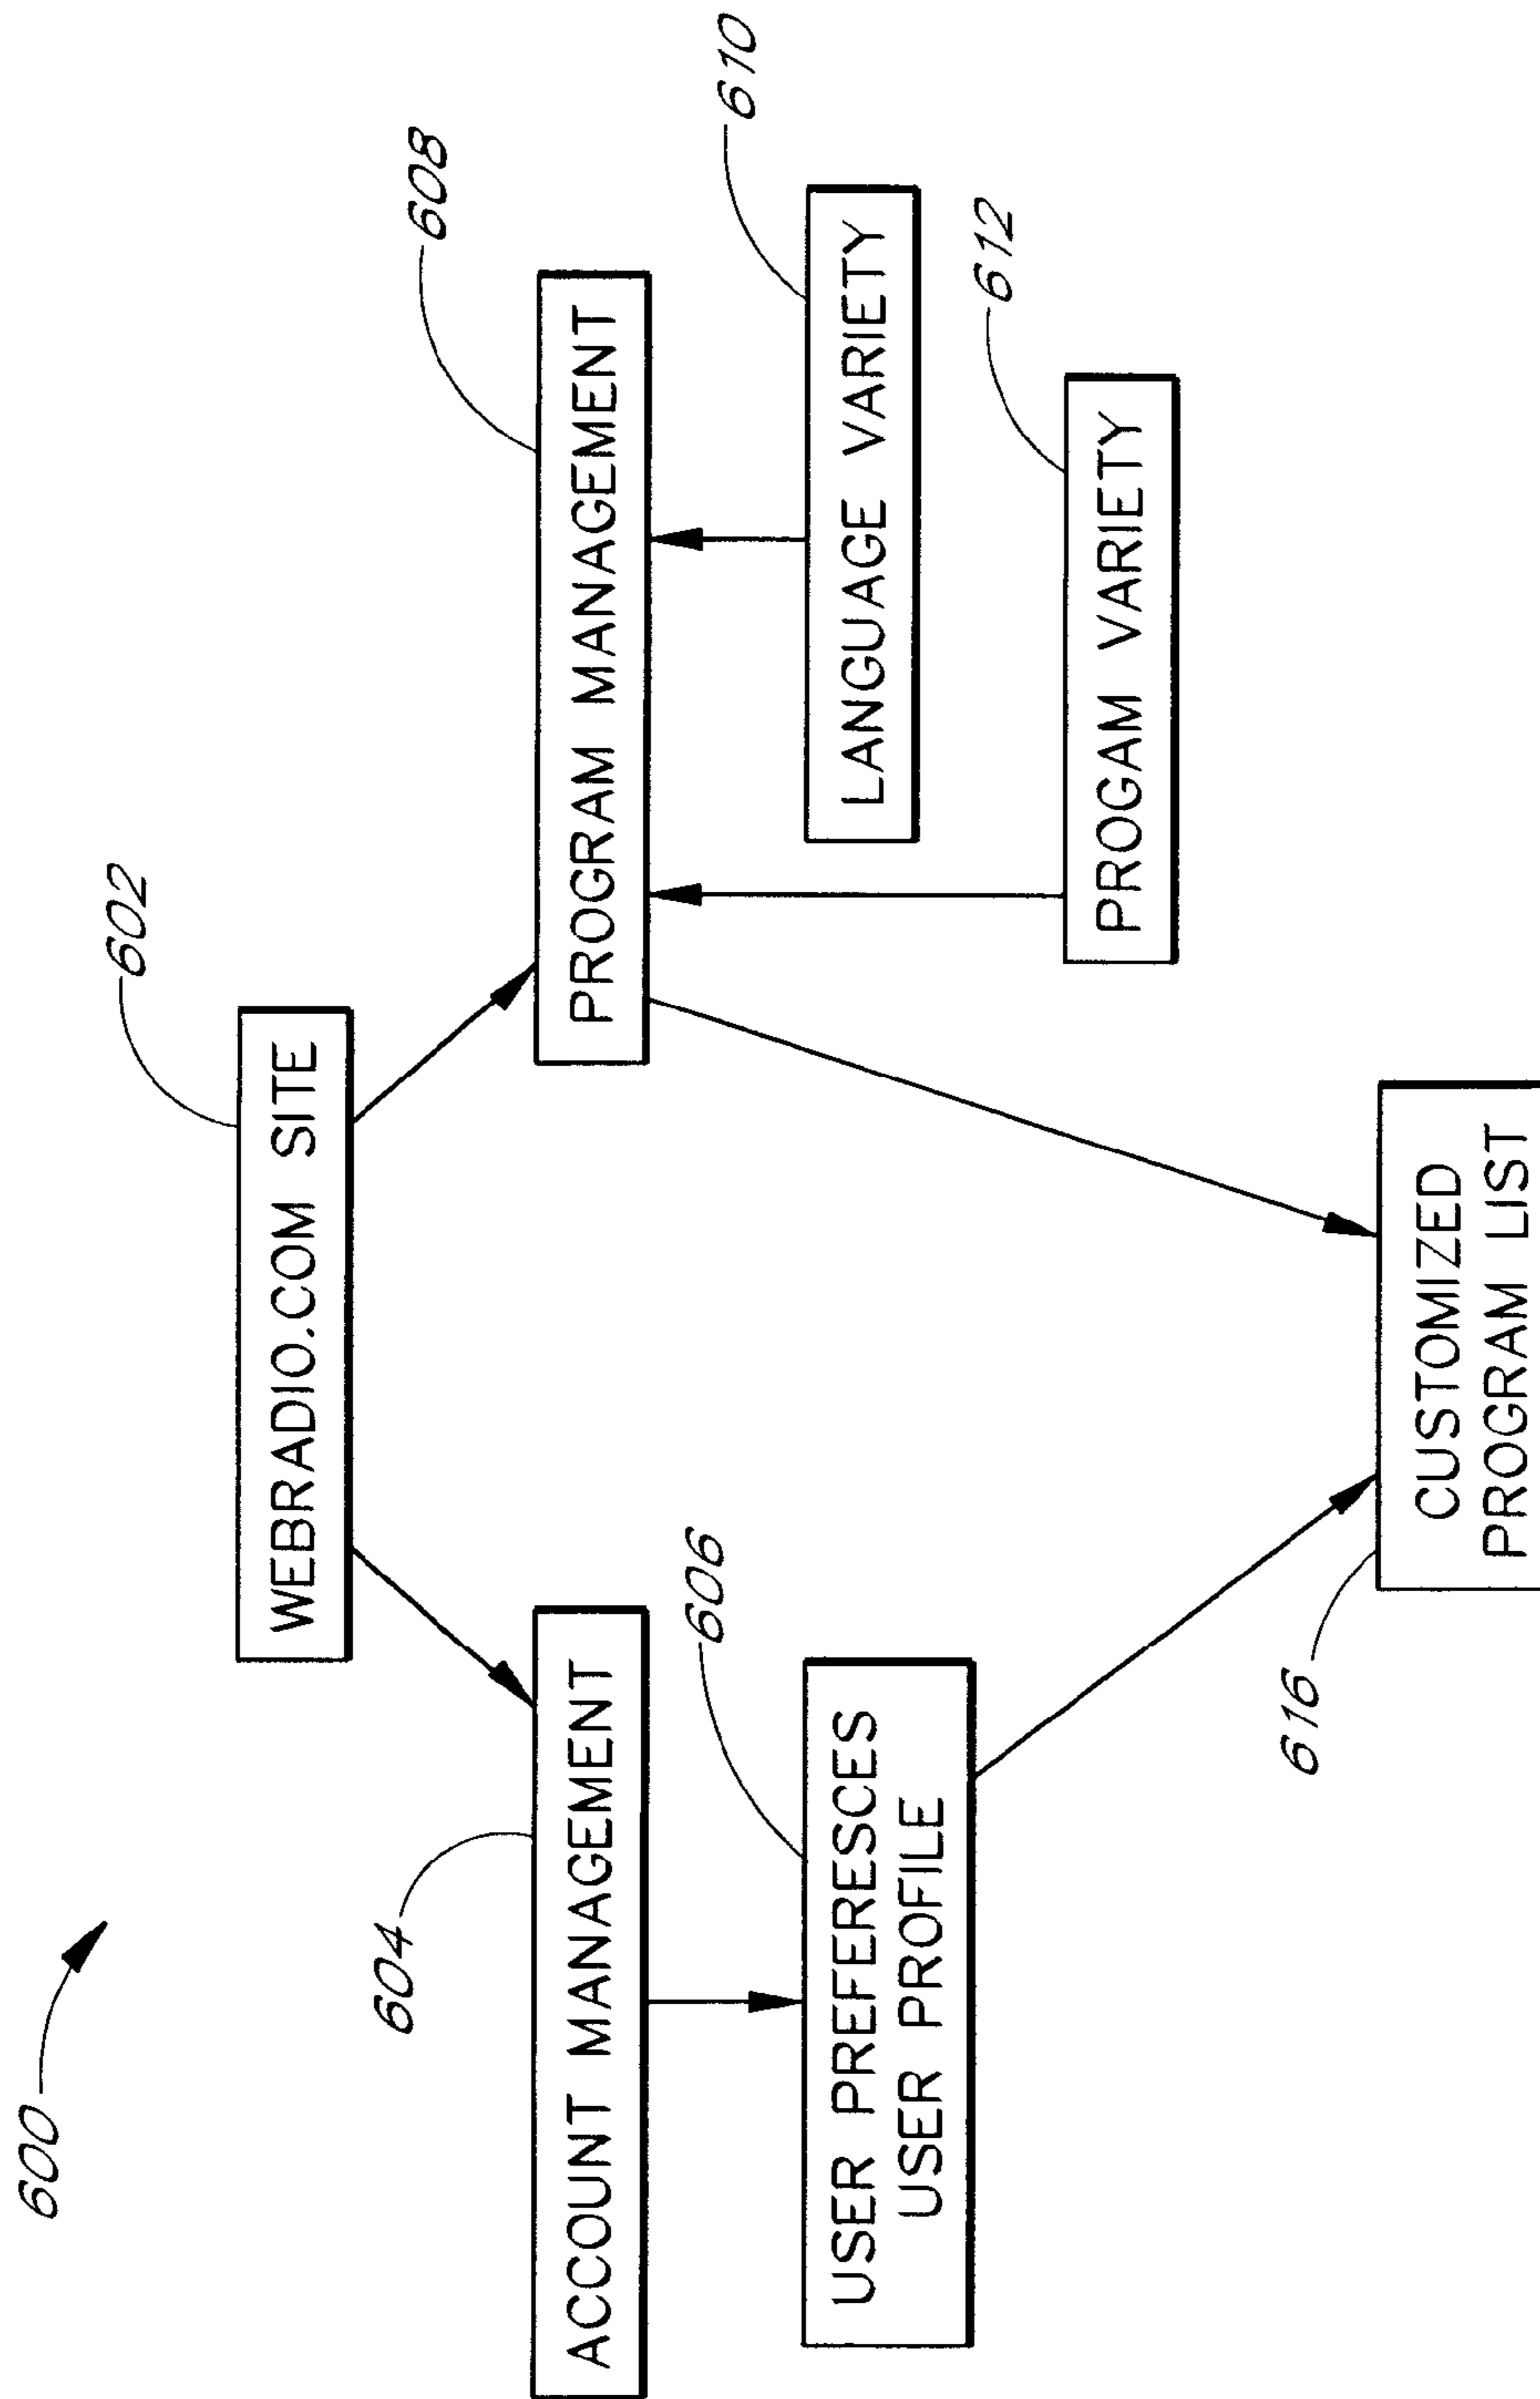 600
602
WEBRADIO.COM SITE
604
608
ACCOUNT MANAGEMENT
PROGRAM MANAGEMENT
606
610
USER PREFERESCES
USER PROFILE
LANGUAGE VARIETY
612
PROGAM VARIETY
616
CUSTOMIZED
PROGRAM LIST